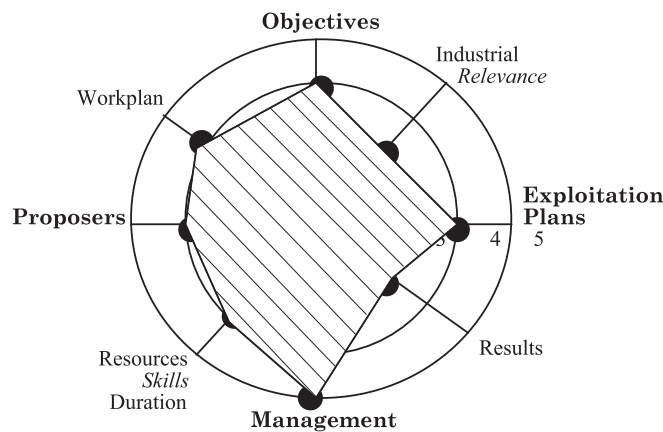 Objectives
Industrial
Relevance
Workplan
Exploitation
Plans
Proposers
3 4 5
Results
Resources
Skills
Duration
Management